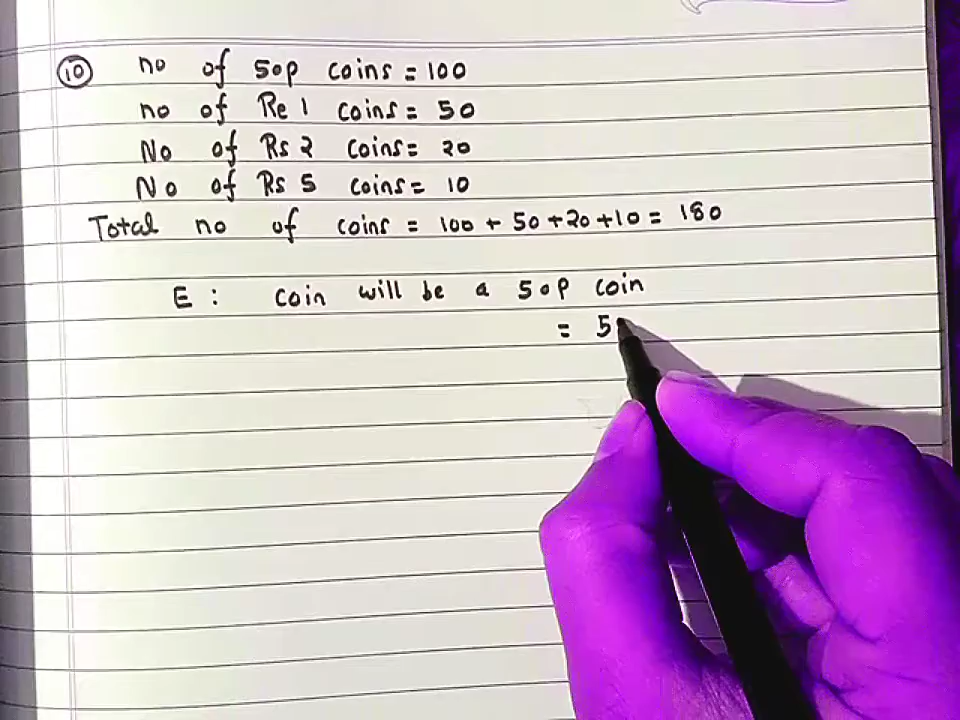 10 no of 50p coins = 100
no of Re 1 coins = 50
No of Rs 2 coins = 20
No of Rs 5 coins = 10
Total no of coins = 100 + 50 + 20 + 10 = 180
E : coin will be a 50p coin
= 5